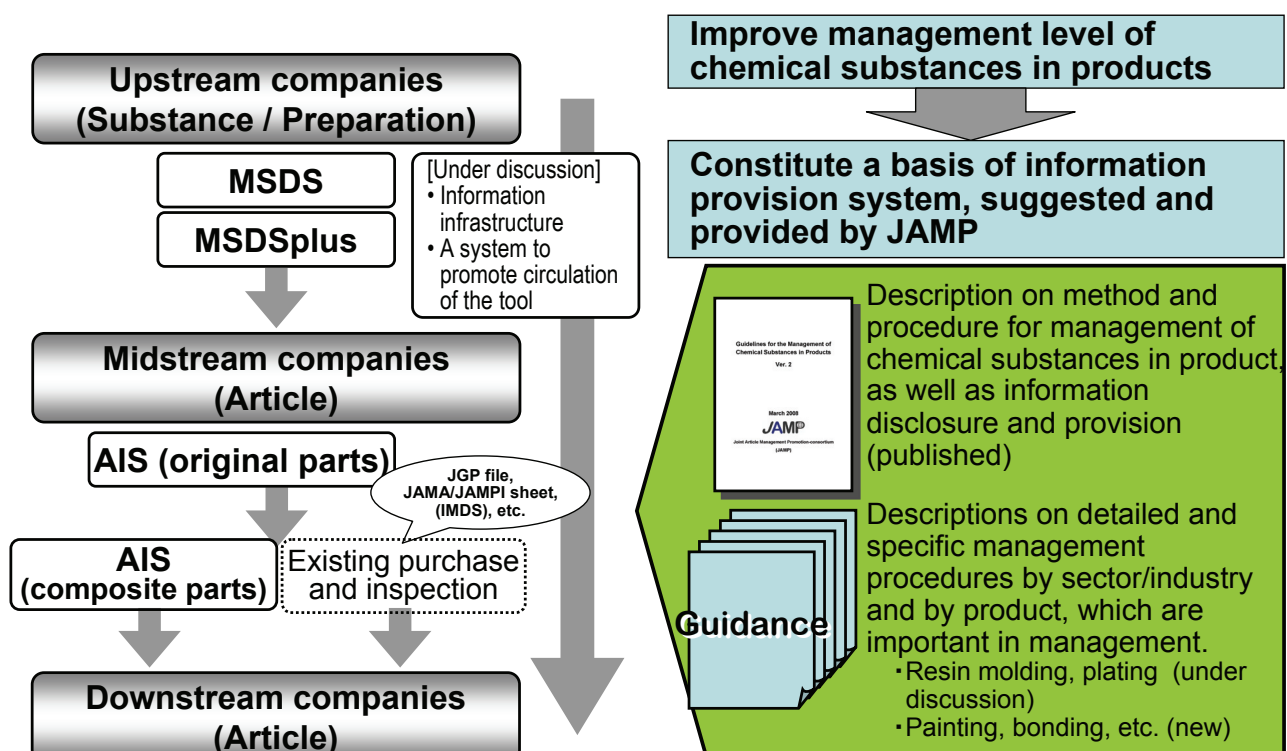 Upstream companies
(Substance / Preparation)
MSDS
MSDSplus
[Under discussion]
• Information
infrastructure
• A system to
promote circulation
of the tool
Midstream companies
(Article)
AIS (original parts)
JGP file,
JAMA/JAMPI sheet,
(IMDS), etc.
AIS
(composite parts)
Existing purchase
and inspection
Downstream companies
(Article)
Improve management level of
chemical substances in products
Constitute a basis of information
provision system, suggested and
provided by JAMP
Guidelines for the Management of
Chemical Substances in Products
Ver. 2
March 2008
JAMP
Joint Article Management Promotion-consortium
(JAMP)
Description on method and
procedure for management of
chemical substances in product,
as well as information
disclosure and provision
(published)
Guidance
Descriptions on detailed and
specific management
procedures by sector/industry
and by product, which are
important in management.
・Resin molding, plating (under
discussion)
・Painting, bonding, etc. (new)